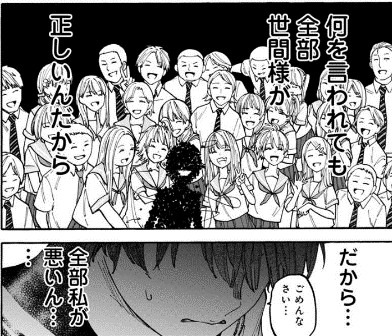 何を言われても
全部
世間様が
正しいんだから
だから…
ごめんな
さい…
全部私が
悪いん…
…